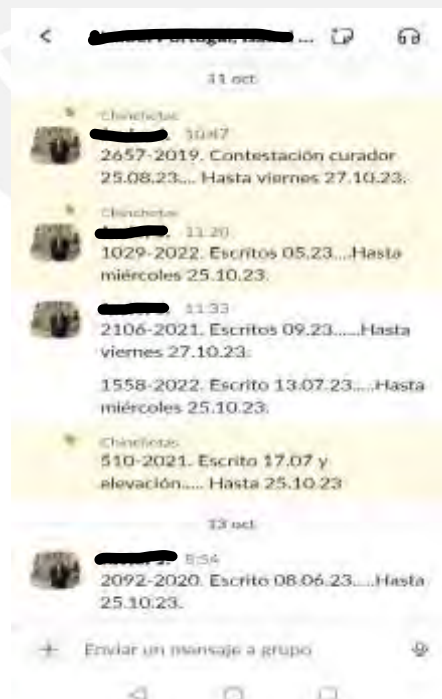 11 oct
Chinchetas
10:47
2657-2019. Contestación curador
25.08.23.... Hasta viernes 27.10.23.
Chinchetas
11:20
1029-2022. Escritos 05.23....Hasta
miércoles 25.10.23.
11:33
2106-2021. Escritos 09.23......Hasta
viernes 27.10.23.
1558-2022. Escrito 13.07.23.....Hasta
miércoles 25.10.23.
Chinchetas
510-2021. Escrito 17.07 y
elevación..... Hasta 25.10.23
13 oct
8:54
2092-2020. Escrito 08.06.23.....Hasta
25.10.23.
Enviar un mensaje a grupo